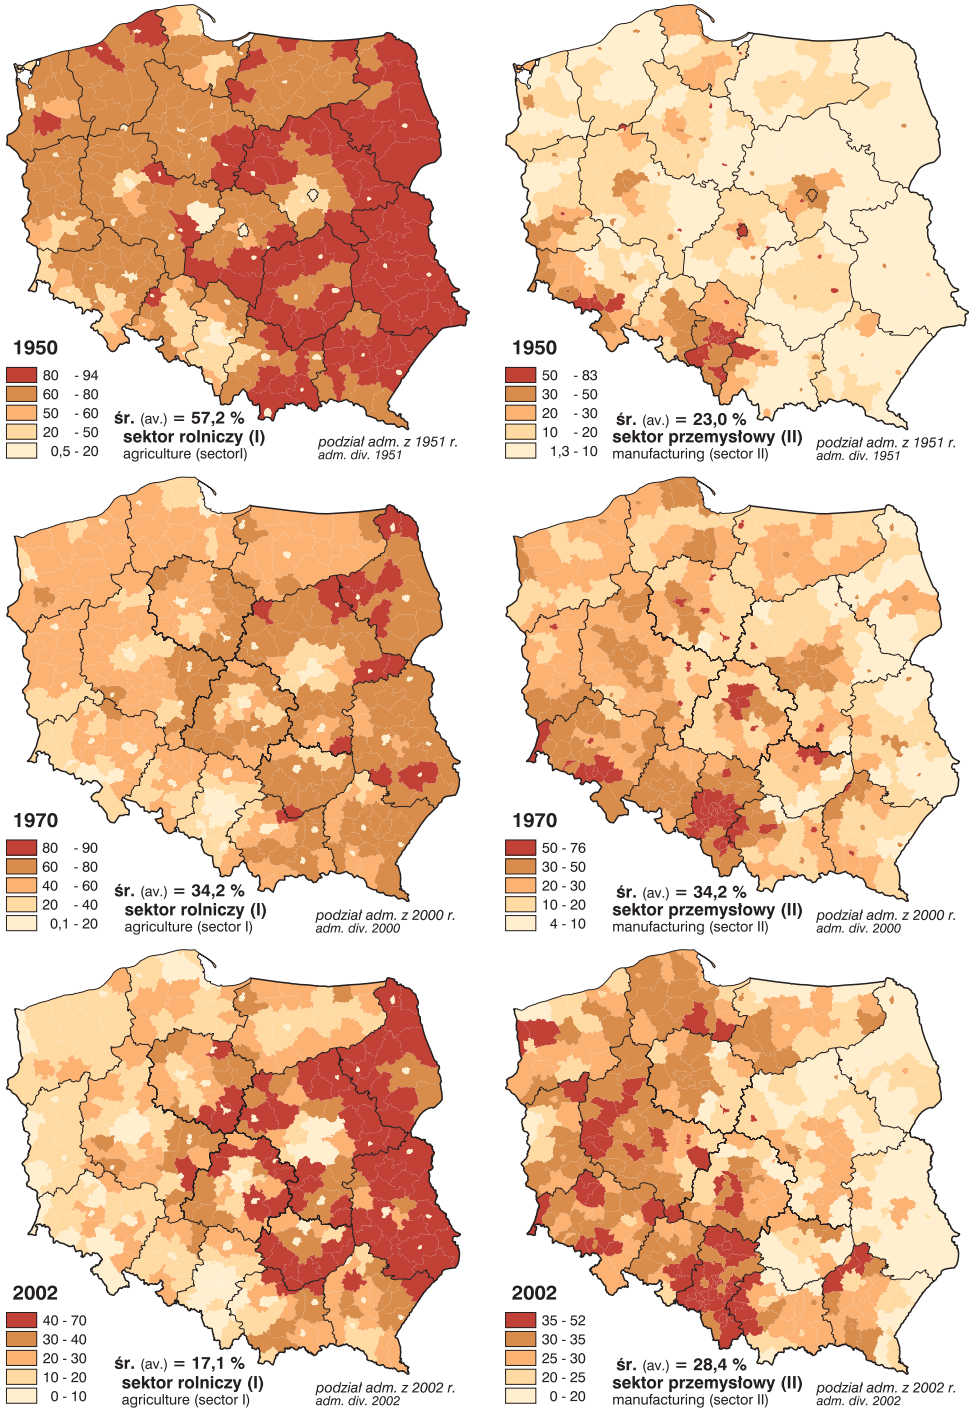 1950
80 - 94
60 - 80
50 - 60
20 - 50
0,5 - 20
śr. (av.) = 57,2 %
sektor rolniczy (I)
agriculture (sectorI)
podział adm. z 1951 r.
adm. div. 1951
1950
50 - 83
30 - 50
20 - 30
10 - 20
1,3 - 10
śr. (av.) = 23,0 %
sektor przemysłowy (II)
manufacturing (sector II)
podział adm. z 1951 r.
adm. div. 1951
1970
80 - 90
60 - 80
40 - 60
20 - 40
0,1 - 20
śr. (av.) = 34,2 %
sektor rolniczy (I)
agriculture (sector I)
podział adm. z 2000 r.
adm. div. 2000
1970
50 - 76
30 - 50
20 - 30
10 - 20
4 - 10
śr. (av.) = 34,2 %
sektor przemysłowy (II)
manufacturing (sector II)
podział adm. z 2000 r.
adm. div. 2000
2002
40 - 70
30 - 40
20 - 30
10 - 20
0 - 10
śr. (av.) = 17,1 %
sektor rolniczy (I)
agriculture (sector I)
podział adm. z 2002 r.
adm. div. 2002
2002
35 - 52
30 - 35
25 - 30
20 - 25
0 - 20
śr. (av.) = 28,4 %
sektor przemysłowy (II)
manufacturing (sector II)
podział adm. z 2002 r.
adm. div. 2002